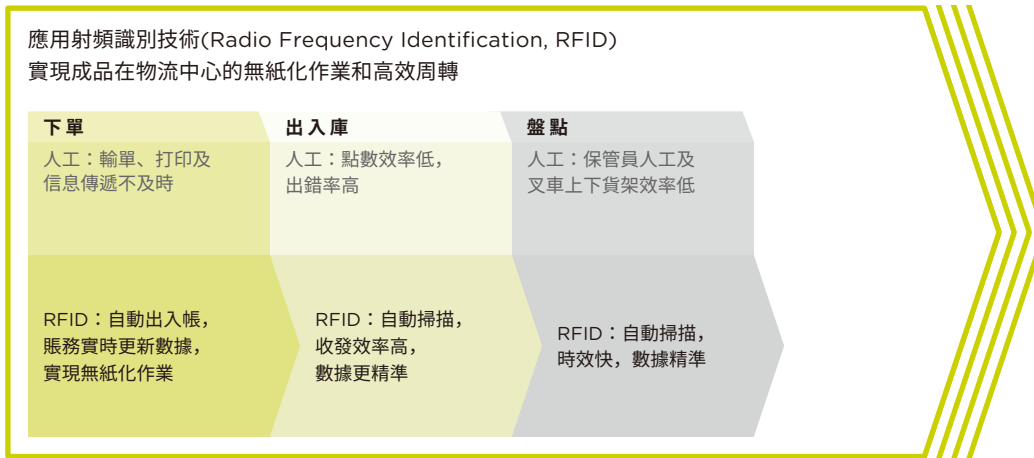 應用射頻識別技術(Radio Frequency Identification, RFID)
實現成品在物流中心的無紙化作業和高效周轉
下單
人工：輸單、打印及
信息傳遞不及時
出入庫
人工：點數效率低，
出錯率高
盤點
人工：保管員人工及
叉車上下貨架效率低
RFID：自動出入帳，
賬務實時更新數據，
實現無紙化作業
RFID：自動掃描，
收發效率高，
數據更精準
RFID：自動掃描，
時效快，數據精準